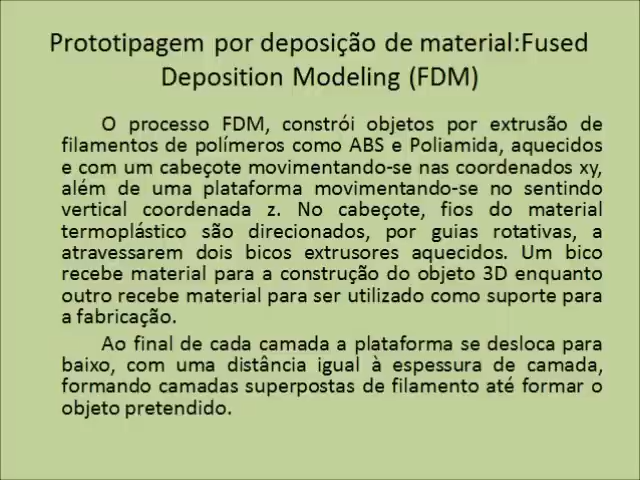 Prototipagem por deposição de material:Fused
Deposition Modeling (FDM)
O processo FDM, constrói objetos por extrusão de
filamentos de polímeros como ABS e Poliamida, aquecidos
e com um cabeçote movimentando-se nas coordenados xy,
além de uma plataforma movimentando-se no sentindo
vertical coordenada z. No cabeçote, fios do material
termoplástico são direcionados, por guias rotativas, a
atravessarem dois bicos extrusores aquecidos. Um bico
recebe material para a construção do objeto 3D enquanto
outro recebe material para ser utilizado como suporte para
a fabricação.
Ao final de cada camada a plataforma se desloca para
baixo, com uma distância igual à espessura de camada,
formando camadas superpostas de filamento até formar o
objeto pretendido.